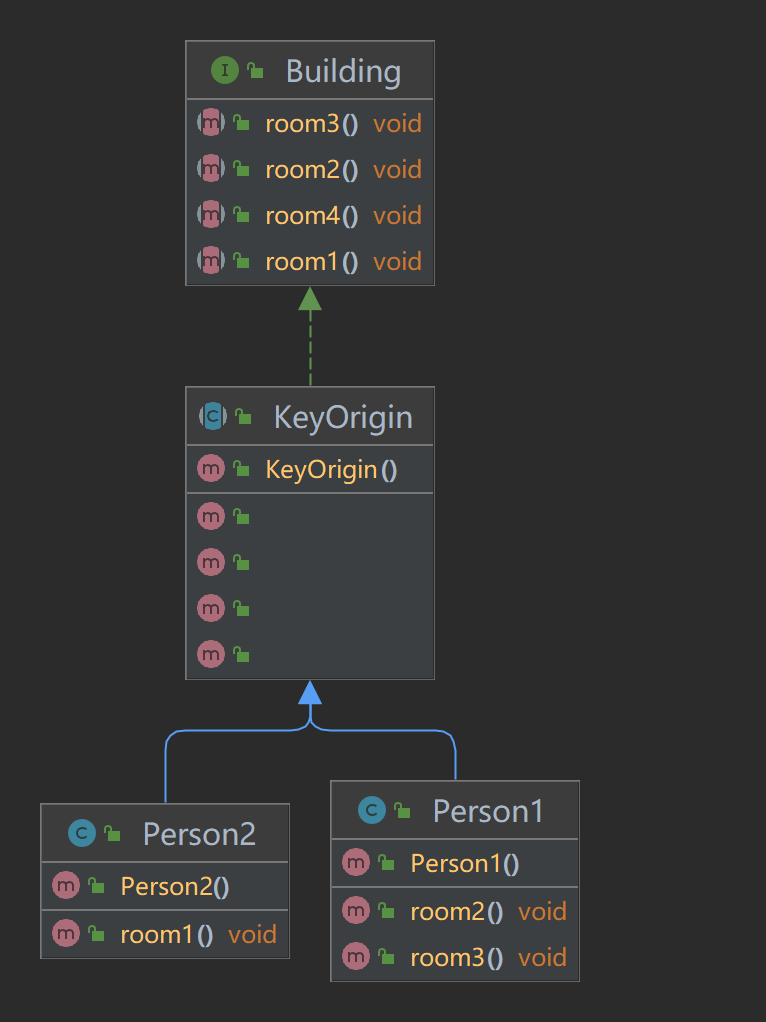 I Building
m room3() void
m room2() void
m room4() void
m room1() void
C KeyOrigin
m KeyOrigin()
m
m
m
m
C Person2
m Person2()
m room1() void
C Person1
m Person1()
m room2() void
m room3() void